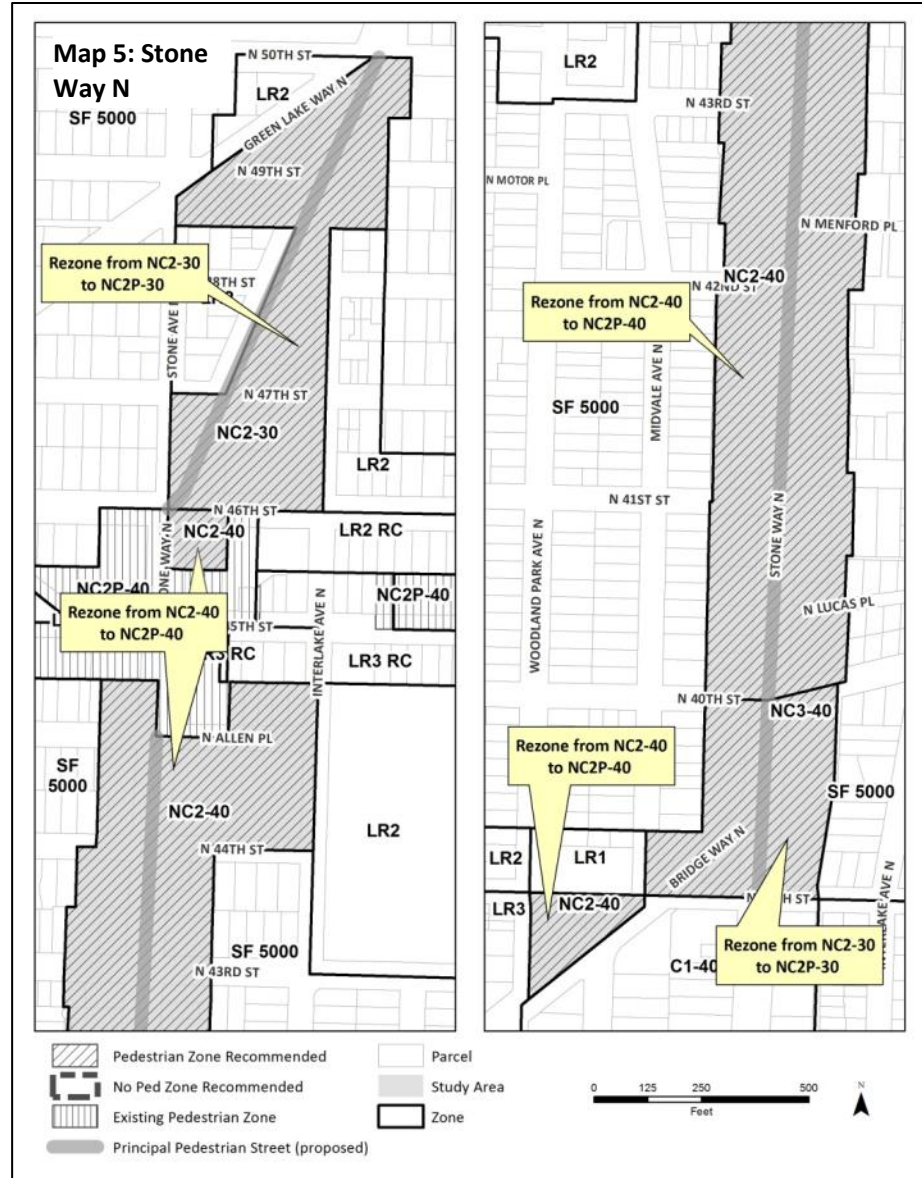 Map 5: Stone
Way N
N 50TH ST
LR2
GREEN LAKE WAY N
SF 5000
N 49TH ST
Rezone from NC2-30
to NC2P-30
STONE AVE N
N 47TH ST
NC2-30
LR2
N 46TH ST
NC2-40
LR2 RC
NC2P-40
NC2P-40
Rezone from NC2-40
to NC2P-40
INTERLAKE AVE N
LR3 RC
N ALLEN PL
SF
5000
NC2-40
LR2
N 44TH ST
SF 5000
N 43RD ST
LR2
N 43RD ST
N MOTOR PL
N MENFORD PL
NC2-40
N 42ND ST
Rezone from NC2-40
to NC2P-40
MIDVALE AVE N
SF 5000
N 41ST ST
STONE WAY N
WOODLAND PARK AVE N
N LUCAS PL
N 40TH ST
NC3-40
Rezone from NC2-40
to NC2P-40
SF 5000
LR2
LR1
BRIDGE WAY N
LR3
NC2-40
INTERLAKE AVE N
Rezone from NC2-30
to NC2P-30
C1-40
Pedestrian Zone Recommended
No Ped Zone Recommended
Existing Pedestrian Zone
Principal Pedestrian Street (proposed)
Parcel
Study Area
Zone
0 125 250 500
Feet
N